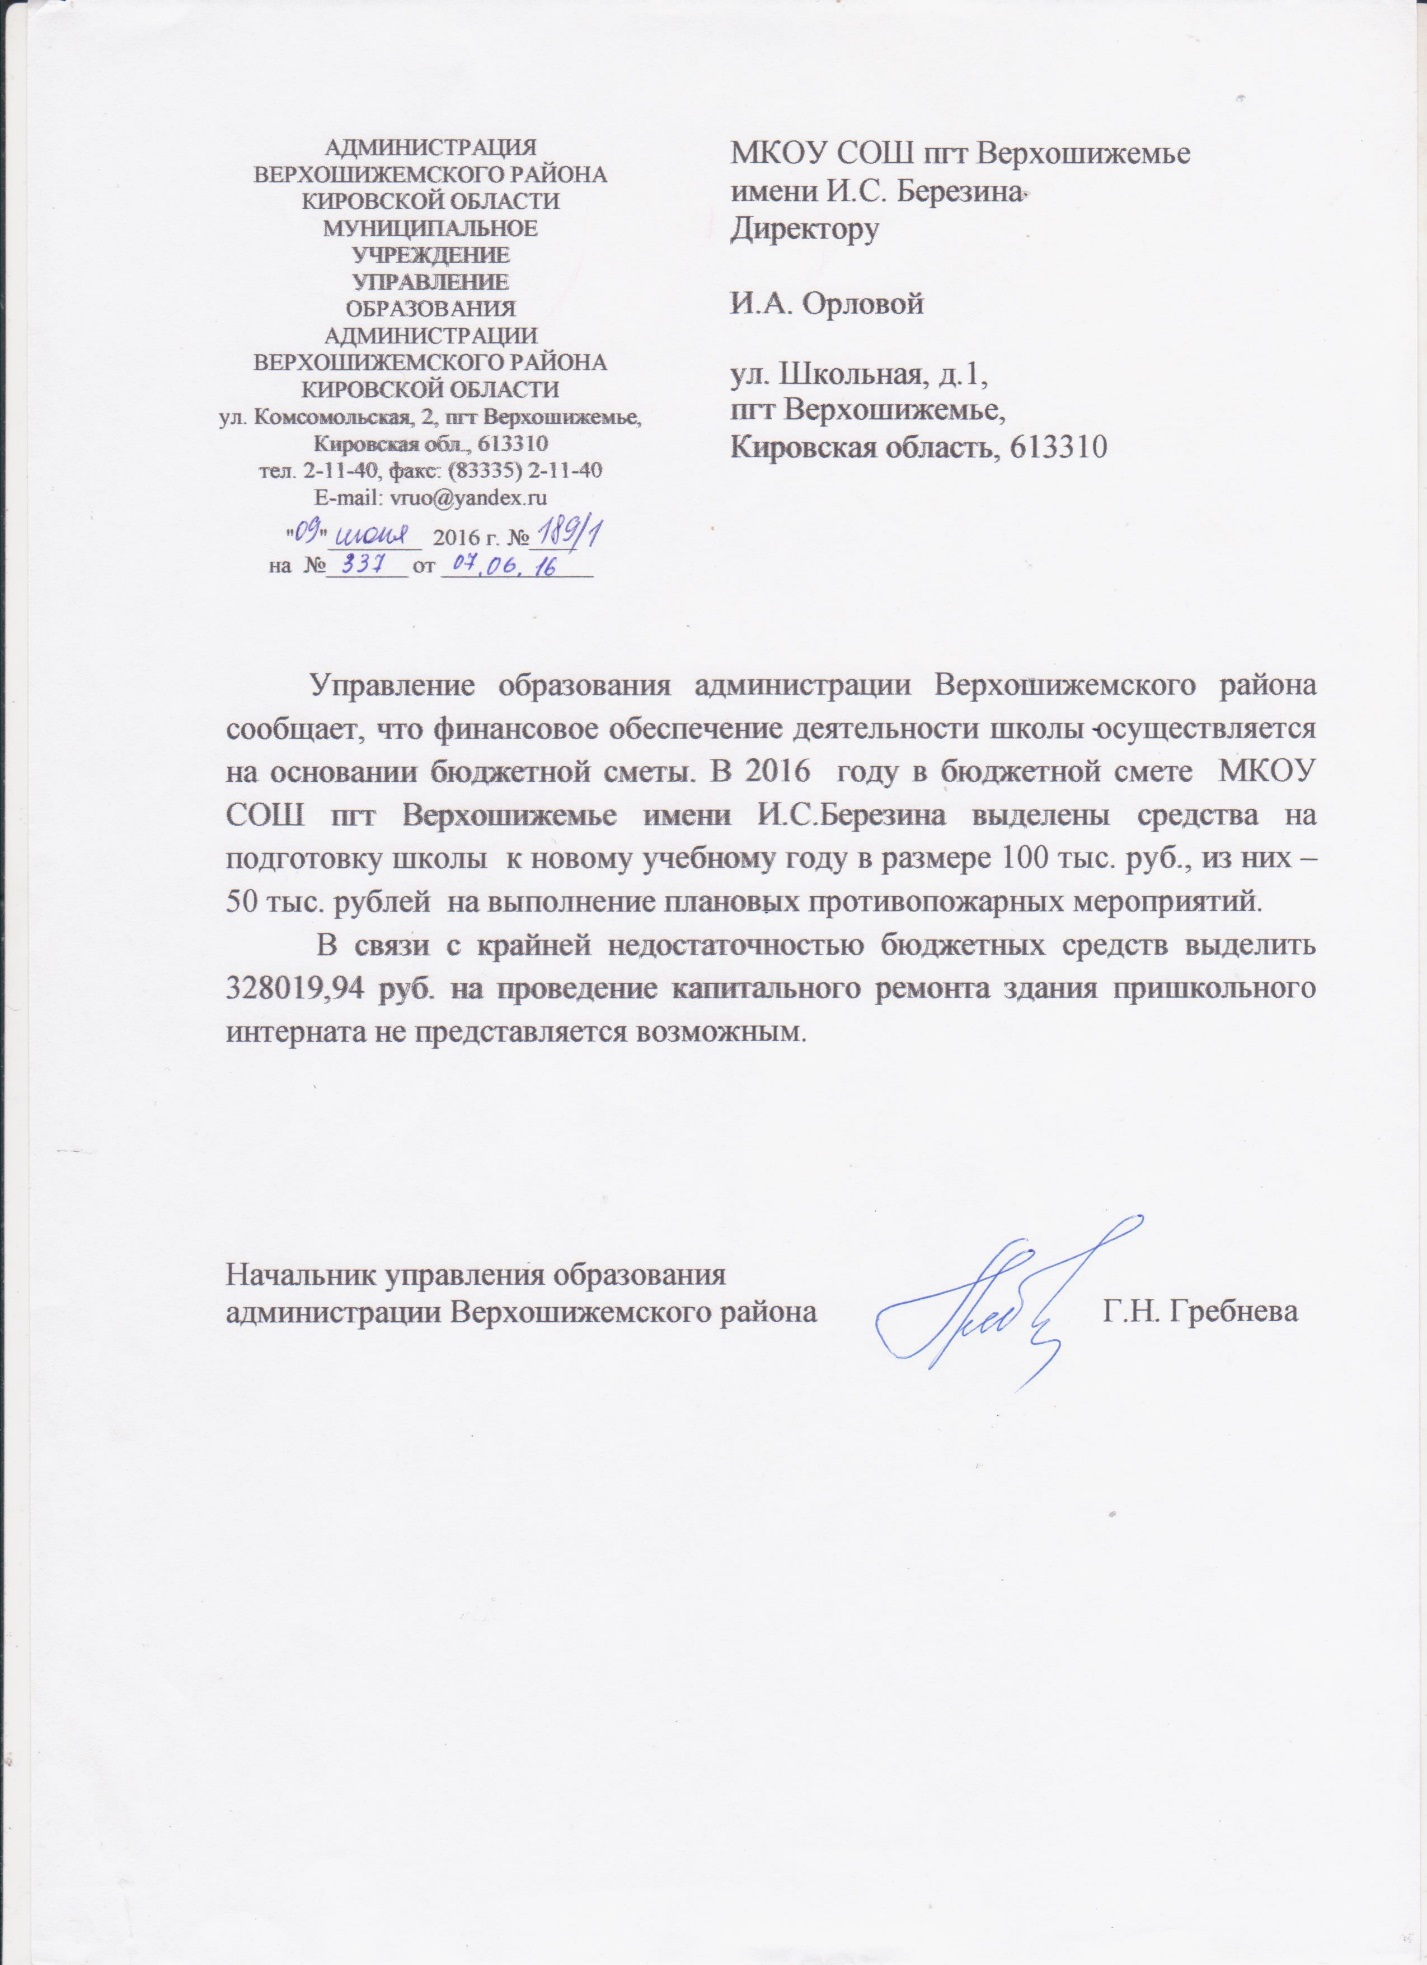 АДМИНИСТРАЦИЯ
ВЕРХОШИЖЕМСКОГО РАЙОНА
КИРОВСКОЙ ОБЛАСТИ
МУНИЦИПАЛЬНОЕ
УЧРЕЖДЕНИЕ
УПРАВЛЕНИЕ
ОБРАЗОВАНИЯ
АДМИНИСТРАЦИИ
ВЕРХОШИЖЕМСКОГО РАЙОНА
КИРОВСКОЙ ОБЛАСТИ
ул. Комсомольская, 2, пгт Верхошижемье,
Кировская обл., 613310
тел. 2-11-40, факс: (83335) 2-11-40
E-mail: vruo@yandex.ru
"09" июня 2016 г. № 189/1
на № 337 от 07.06.16
МКОУ СОШ пгт Верхошижемье
имени И.С. Березина
Директору
И.А. Орловой
ул. Школьная, д.1,
пгт Верхошижемье,
Кировская область, 613310
Управление образования администрации Верхошижемского района
сообщает, что финансовое обеспечение деятельности школы осуществляется
на основании бюджетной сметы. В 2016 году в бюджетной смете МКОУ
СОШ пгт Верхошижемье имени И.С.Березина выделены средства на
подготовку школы к новому учебному году в размере 100 тыс. руб., из них –
50 тыс. рублей на выполнение плановых противопожарных мероприятий.
В связи с крайней недостаточностью бюджетных средств выделить
328019,94 руб. на проведение капитального ремонта здания пришкольного
интерната не представляется возможным.
Начальник управления образования
администрации Верхошижемского района Г.Н. Гребнева